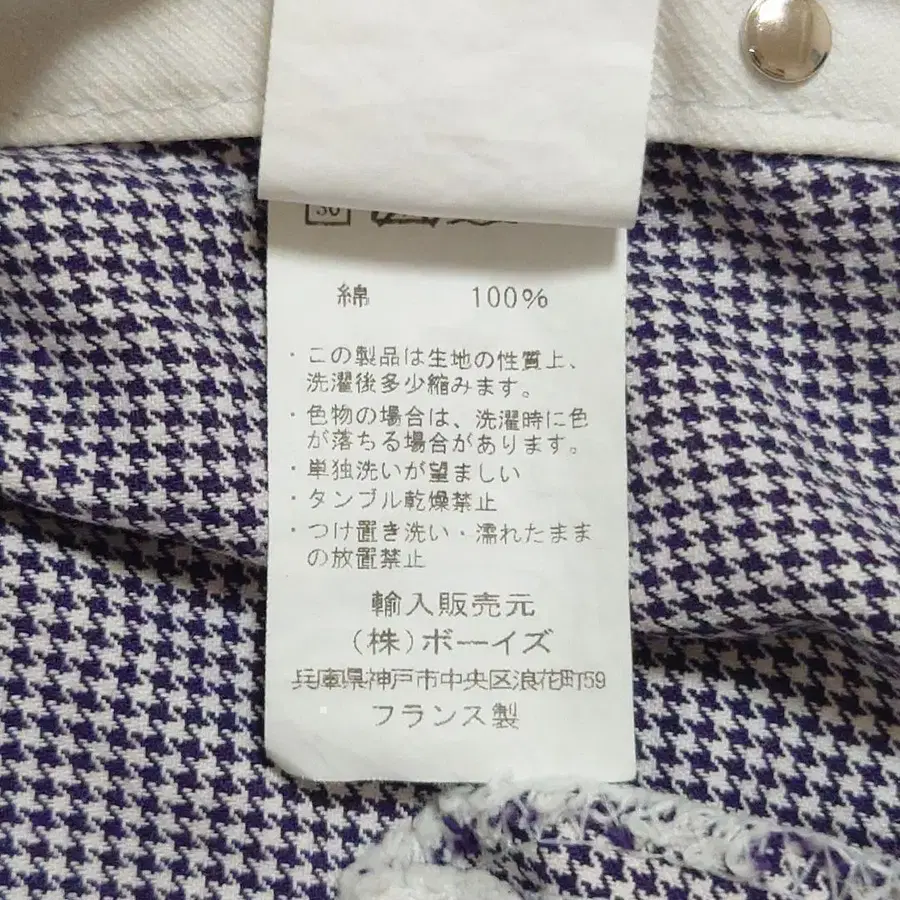 30
綿 100%
・この製品は生地の性質上、
洗濯後多少縮みます。
・色物の場合は、洗濯時に色
が落ちる場合があります。
・単独洗いが望ましい
・タンブル乾燥禁止
・つけ置き洗い・濡れたまま
の放置禁止
輸入販売元
(株)ボーイズ
兵庫県神戸市中央区浪花町59
フランス製